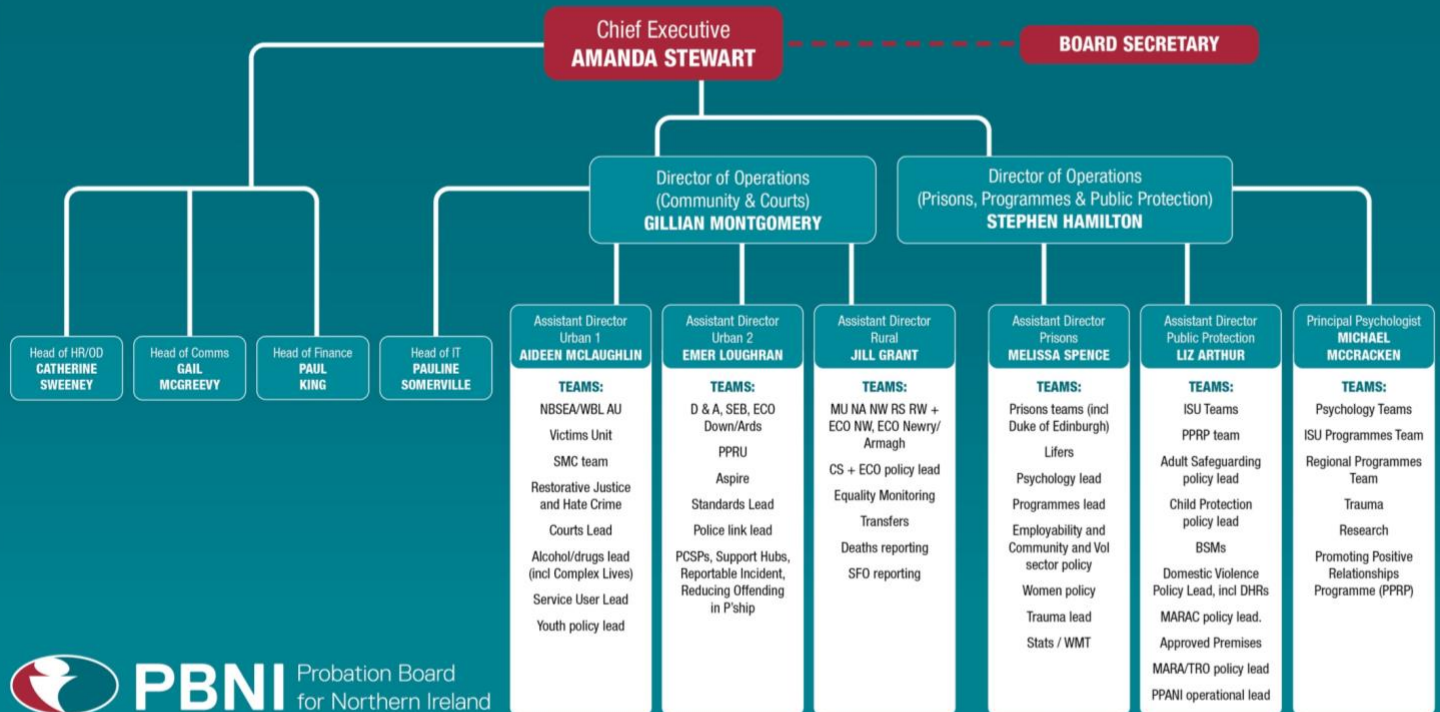 Chief Executive
AMANDA STEWART
BOARD SECRETARY
Director of Operations
(Community & Courts)
GILLIAN MONTGOMERY
Director of Operations
(Prisons, Programmes & Public Protection)
STEPHEN HAMILTON
Head of HR/OD
CATHERINE
SWEENEY
Head of Comms
GAIL
MCGREEVY
Head of Finance
PAUL
KING
Head of IT
PAULINE
SOMERVILLE
Assistant Director
Urban 1
AIDEEN MCLAUGHLIN
TEAMS:
NBSEA/WBL AU
Victims Unit
SMC team
Restorative Justice
and Hate Crime
Courts Lead
Alcohol/drugs lead
(incl Complex Lives)
Service User Lead
Youth policy lead
Assistant Director
Urban 2
EMER LOUGHRAN
TEAMS:
D & A, SEB, ECO
Down/Ards
PPRU
Aspire
Standards Lead
Police link lead
PCSPs, Support Hubs,
Reportable Incident,
Reducing Offending
in P'ship
Assistant Director
Rural
JILL GRANT
TEAMS:
MU NA NW RS RW +
ECO NW, ECO Newry/
Armagh
CS + ECO policy lead
Equality Monitoring
Transfers
Deaths reporting
SFO reporting
Assistant Director
Prisons
MELISSA SPENCE
TEAMS:
Prisons teams (incl
Duke of Edinburgh)
Lifers
Psychology lead
Programmes lead
Employability and
Community and Vol
sector policy
Women policy
Trauma lead
Stats / WMT
Assistant Director
Public Protection
LIZ ARTHUR
TEAMS:
ISU Teams
PPRP team
Adult Safeguarding
policy lead
Child Protection
policy lead
BSMs
Domestic Violence
Policy Lead, incl DHRs
MARAC policy lead.
Approved Premises
MARA/TRO policy lead
PPANI operational lead
Principal Psychologist
MICHAEL
MCCRACKEN
TEAMS:
Psychology Teams
ISU Programmes Team
Regional Programmes
Team
Trauma
Research
Promoting Positive
Relationships
Programme (PPRP)
PBNI
Probation Board
for Northern Ireland